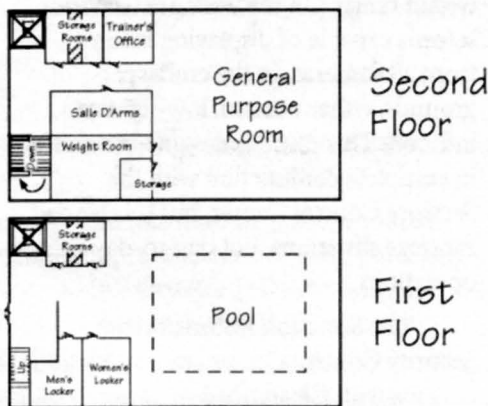 Storage
Rooms
Trainer's
Office
General
Purpose
Room
Second
Floor
Salle D'Arms
Weight Room
Down
Storage
Storage
Rooms
Pool
First
Floor
Up
Men's
Locker
Women's
Locker